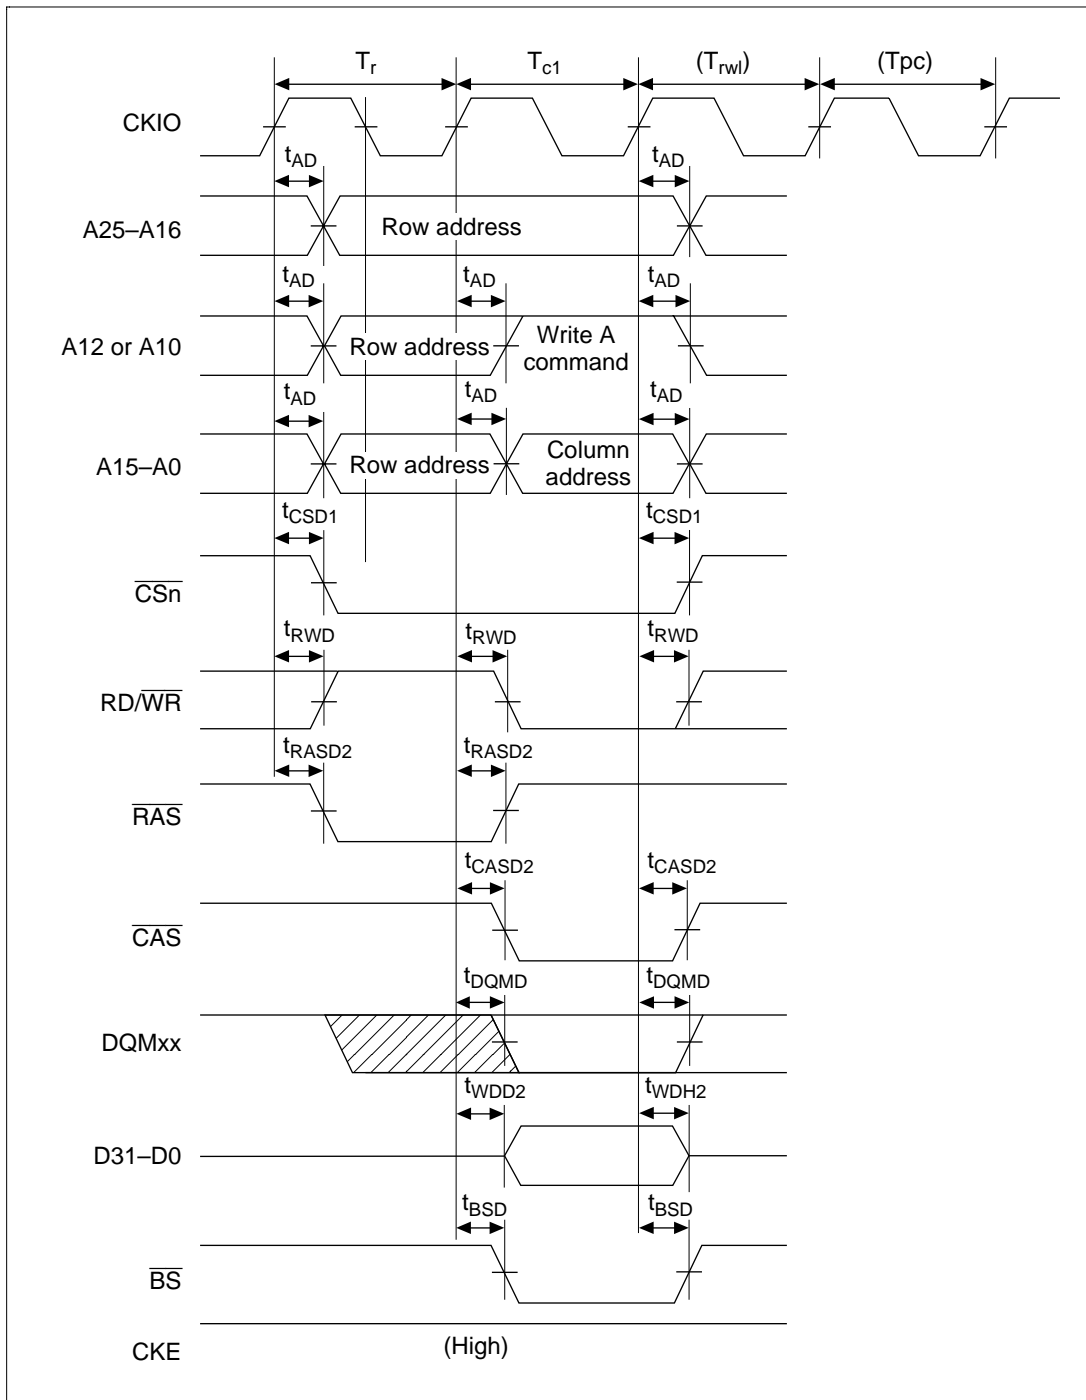 Tr Tc1 (Trwl) (Tpc)
CKIO
tAD tAD
A25–A16 Row address
tAD tAD tAD
A12 or A10 Row address Write A command
tAD tAD tAD
A15–A0 Row address Column address
tCSD1 tCSD1
CSn
tRWD tRWD tRWD
RD/WR
tRASD2 tRASD2
RAS
tCASD2 tCASD2
CAS
tDQMD tDQMD
DQMxx
tWDD2 tWDH2
D31–D0
tBSD tBSD
BS
CKE (High)